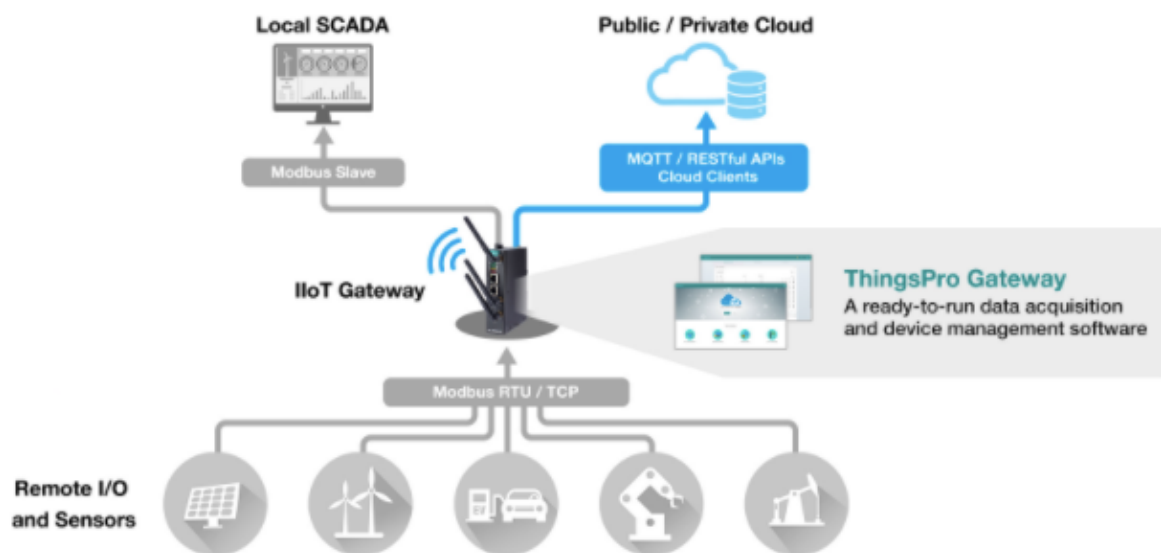 Local SCADA
Public / Private Cloud
Modbus Slave
MQTT / RESTful APIs
Cloud Clients
IIoT Gateway
ThingsPro Gateway
A ready-to-run data acquisition
and device management software
Modbus RTU / TCP
Remote I/O
and Sensors